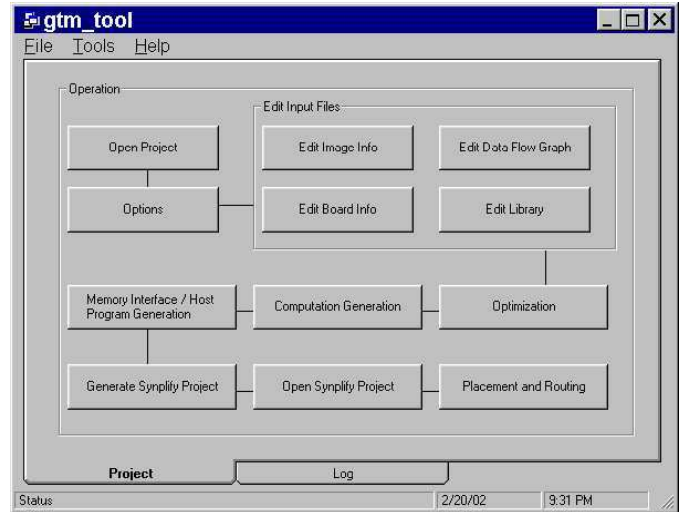 gtm_tool
File Tools Help
Operation
Edit Input Files
Open Project
Edit Image Info
Edit Data Flow Graph
Options
Edit Board Info
Edit Library
Memory Interface / Host
Program Generation
Computation Generation
Optimization
Generate Synplify Project
Open Synplify Project
Placement and Routing
Project
Log
Status
2/20/02
9:31 PM